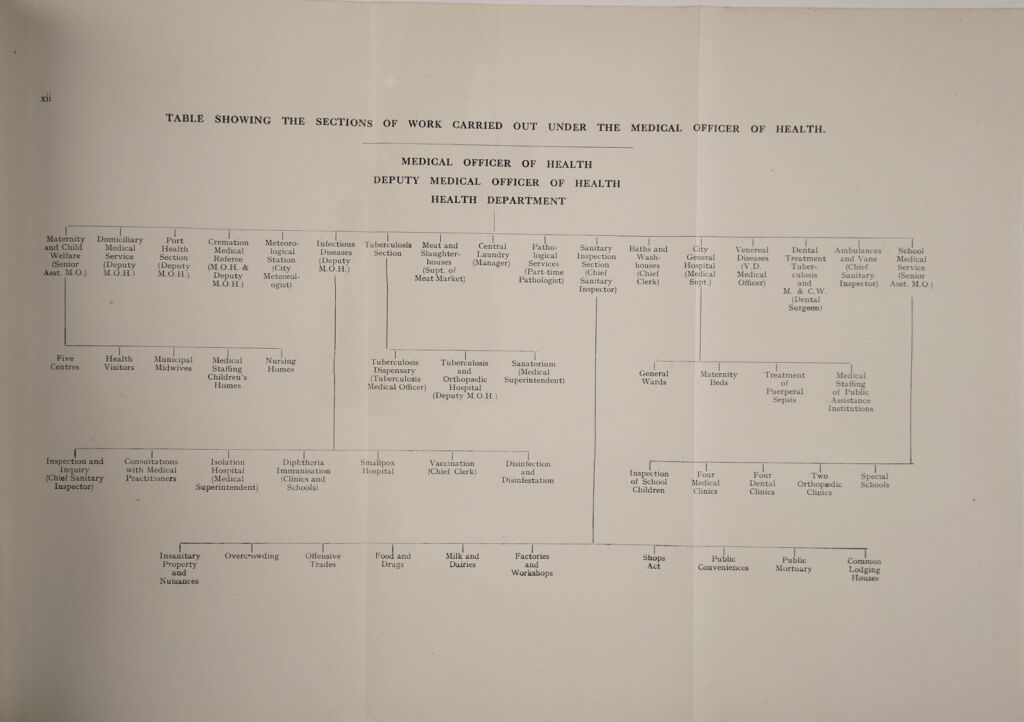 xii
TABLE SHOWING THE SECTIONS OF WORK CARRIED OUT UNDER THE MEDICAL OFFICER OF HEALTH.
MEDICAL OFFICER OF HEALTH
DEPUTY MEDICAL OFFICER OF HEALTH
HEALTH DEPARTMENT
Maternity
and Child
Welfare
(Senior
Asst. M.O.)
Domiciliary
Medical
Service
(Deputy
M.O.H.)
Port
Health
Section
(Deputy
M.O.H.)
Cremation
Medical
Referee
(M.O.H. &
Deputy
M.O.H.)
Meteoro-
logical
Station
(City
Meteorol-
ogist)
Infectious
Diseases
(Deputy
M.O.H.)
Tuberculosis
Section
Meat and
Slaughter-
houses
(Supt. of
Meat Market)
Central
Laundry
(Manager)
Patho-
logical
Services
(Part-time
Pathologist)
Sanitary
Inspection
Section
(Chief
Sanitary
Inspector)
Baths and
Wash-
houses
(Chief
Clerk)
City
General
Hospital
(Medical
Supt.)
Venereal
Diseases
(V.D.
Medical
Officer)
Dental
Treatment
Tuber-
culosis
and
M. & C.W.
(Dental
Surgeon)
Ambulances
and Vans
(Chief
Sanitary
Inspector)
School
Medical
Service
(Senior
Asst. M.O.)
Five
Centres
Health
Visitors
Municipal
Midwives
Medical
Staffing
Children's
Homes
Nursing
Homes
Tuberculosis
Dispensary
(Tuberculosis
Medical Officer)
Tuberculosis
and
Orthopædic
Hospital
(Deputy M.O.H.)
Sanatorium
(Medical
Superintendent)
General
Wards
Maternity
Beds
Treatment
of
Puerperal
Sepsis
Medical
Staffing
of Public
Assistance
Institutions
Inspection and
Inquiry
(Chief Sanitary
Inspector)
Consultations
with Medical
Practitioners
Isolation
Hospital
(Medical
Superintendent)
Diphtheria
Immunisation
(Clinics and
Schools)
Smallpox
Hospital
Vaccination
(Chief Clerk)
Disinfection
and
Disinfestation
Inspection
of School
Children
Four
Medical
Clinics
Four
Dental
Clinics
Two
Orthopædic
Clinics
Special
Schools
Insanitary
Property
and
Nuisances
Overcrowding
Offensive
Trades
Food and
Drugs
Milk and
Dairies
Factories
and
Workshops
Shops
Act
Public
Conveniences
Public
Mortuary
Common
Lodging
Houses